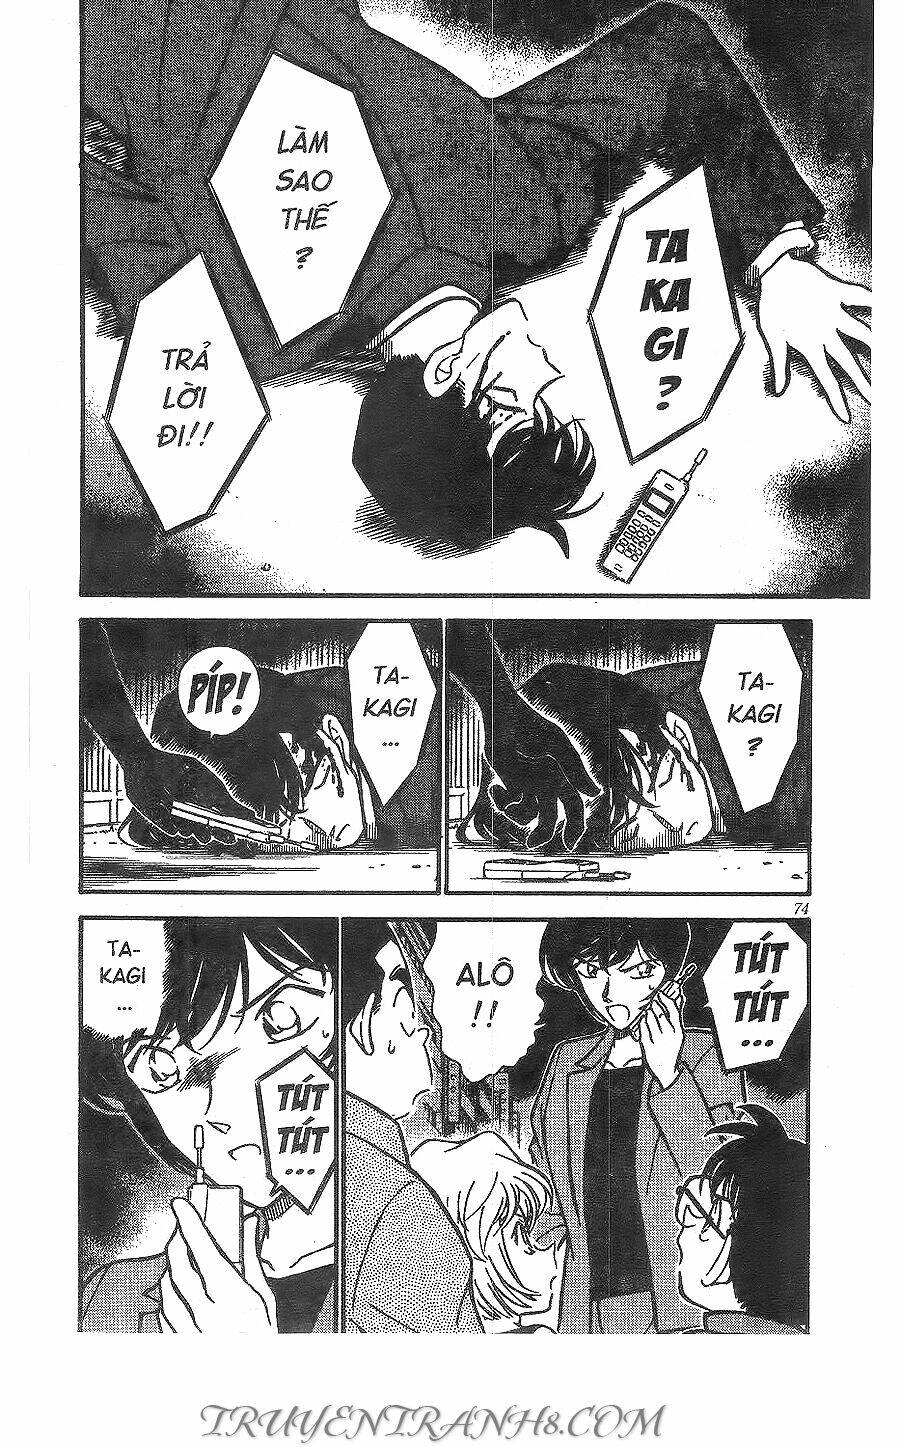 TA
KA
GI
?
LÀM
SAO
THẾ
?
TRẢ
LỜI
ĐI!!
TA-
KAGI
?
TA-
KAGI
...
PÍP!
74
TÚT
TÚT
...
ALÔ
!!
TÚT
TÚT
...
TA-
KAGI
...
TRUYENTRANH8.COM